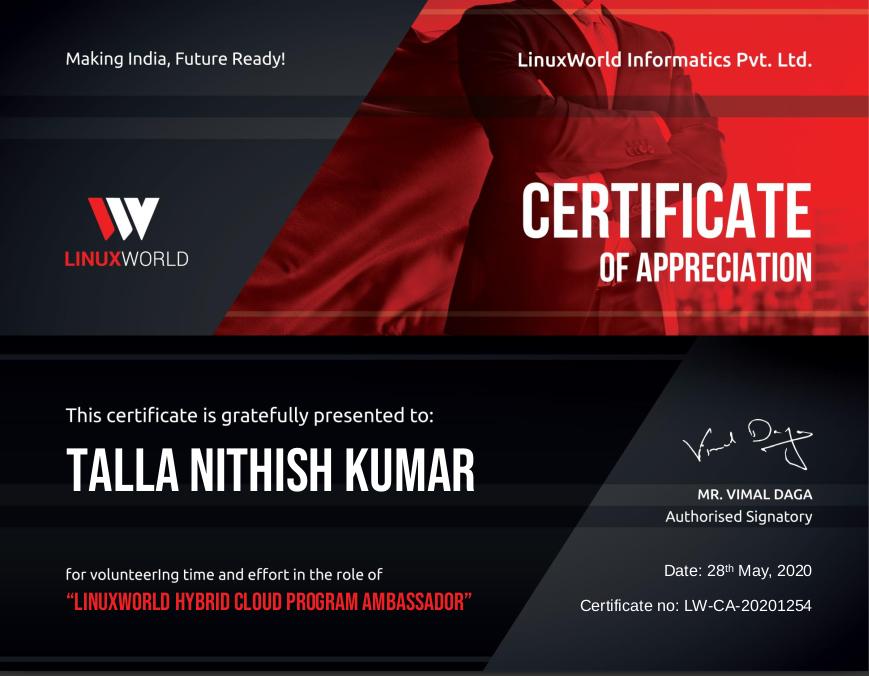 Making India, Future Ready!
LinuxWorld Informatics Pvt. Ltd.
LINUXWORLD
CERTIFICATE
OF APPRECIATION
This certificate is gratefully presented to:
TALLA NITHISH KUMAR
Vimal Daga
MR. VIMAL DAGA
Authorised Signatory
for volunteerIng time and effort in the role of
“LINUXWORLD HYBRID CLOUD PROGRAM AMBASSADOR”
Date: 28th May, 2020
Certificate no: LW-CA-20201254